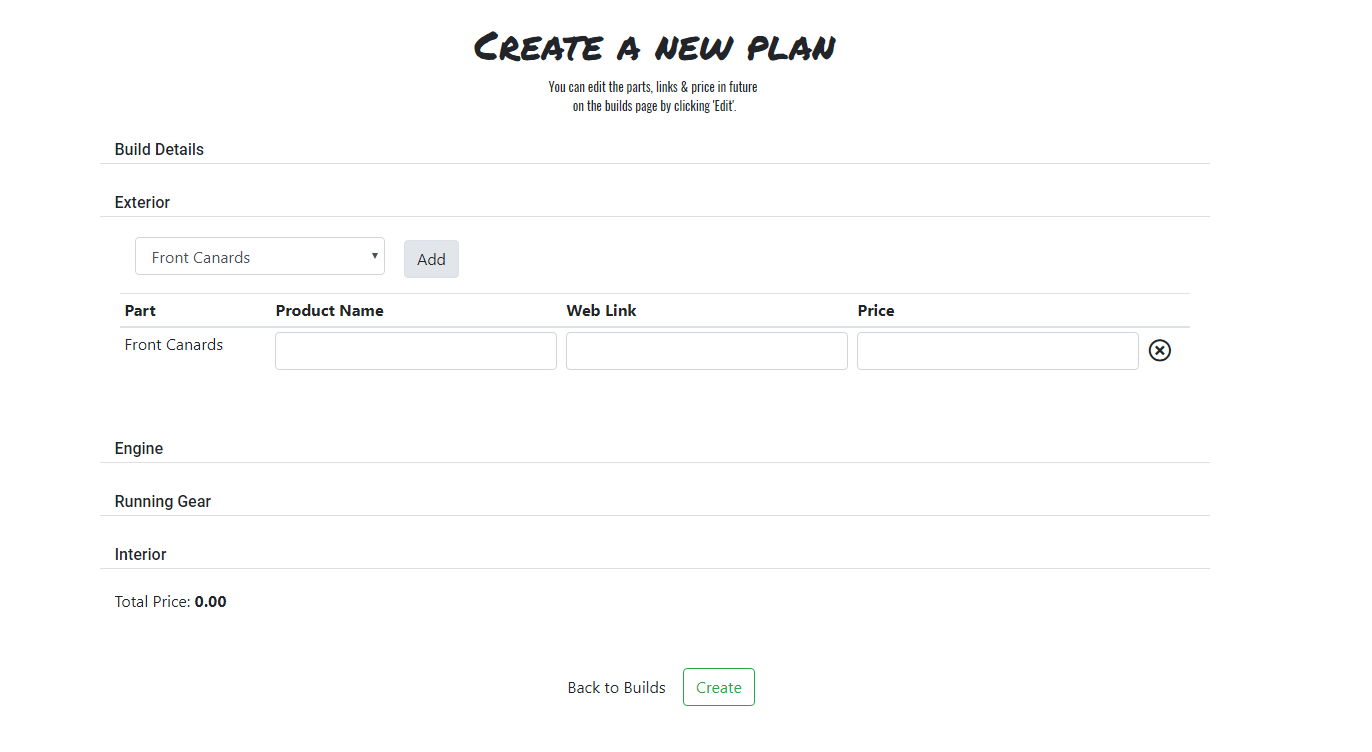 Create a new plan
You can edit the parts, links & price in future
on the builds page by clicking 'Edit'.
Build Details
Exterior
Front Canards Add
Part Product Name Web Link Price
Front Canards
Engine
Running Gear
Interior
Total Price: 0.00
Back to Builds Create